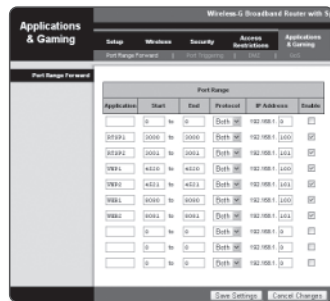 Wireless-G Broadband Router with S
Applications & Gaming
Setup Wireless Security Access Restrictions Applications & Gaming
Port Range Forward | Port Triggering
Port Range Forward
Port Range
Application Start End Protocol IP Address Enable
0 to 0 Both 192.168.1. 0
3000 to 3000 Both 192.168.1. 100
3001 to 3001 Both 192.168.1. 101
4520 to 4520 Both 192.168.1. 100
4521 to 4521 Both 192.168.1. 101
WEB1 8080 to 8080 Both 192.168.1. 100
WEB2 8081 to 8081 Both 192.168.1. 101
0 to 0 Both 192.168.1. 0
0 to 0 Both 192.168.1. 0
0 to 0 Both 192.168.1. 0
Save Settings Cancel Changes